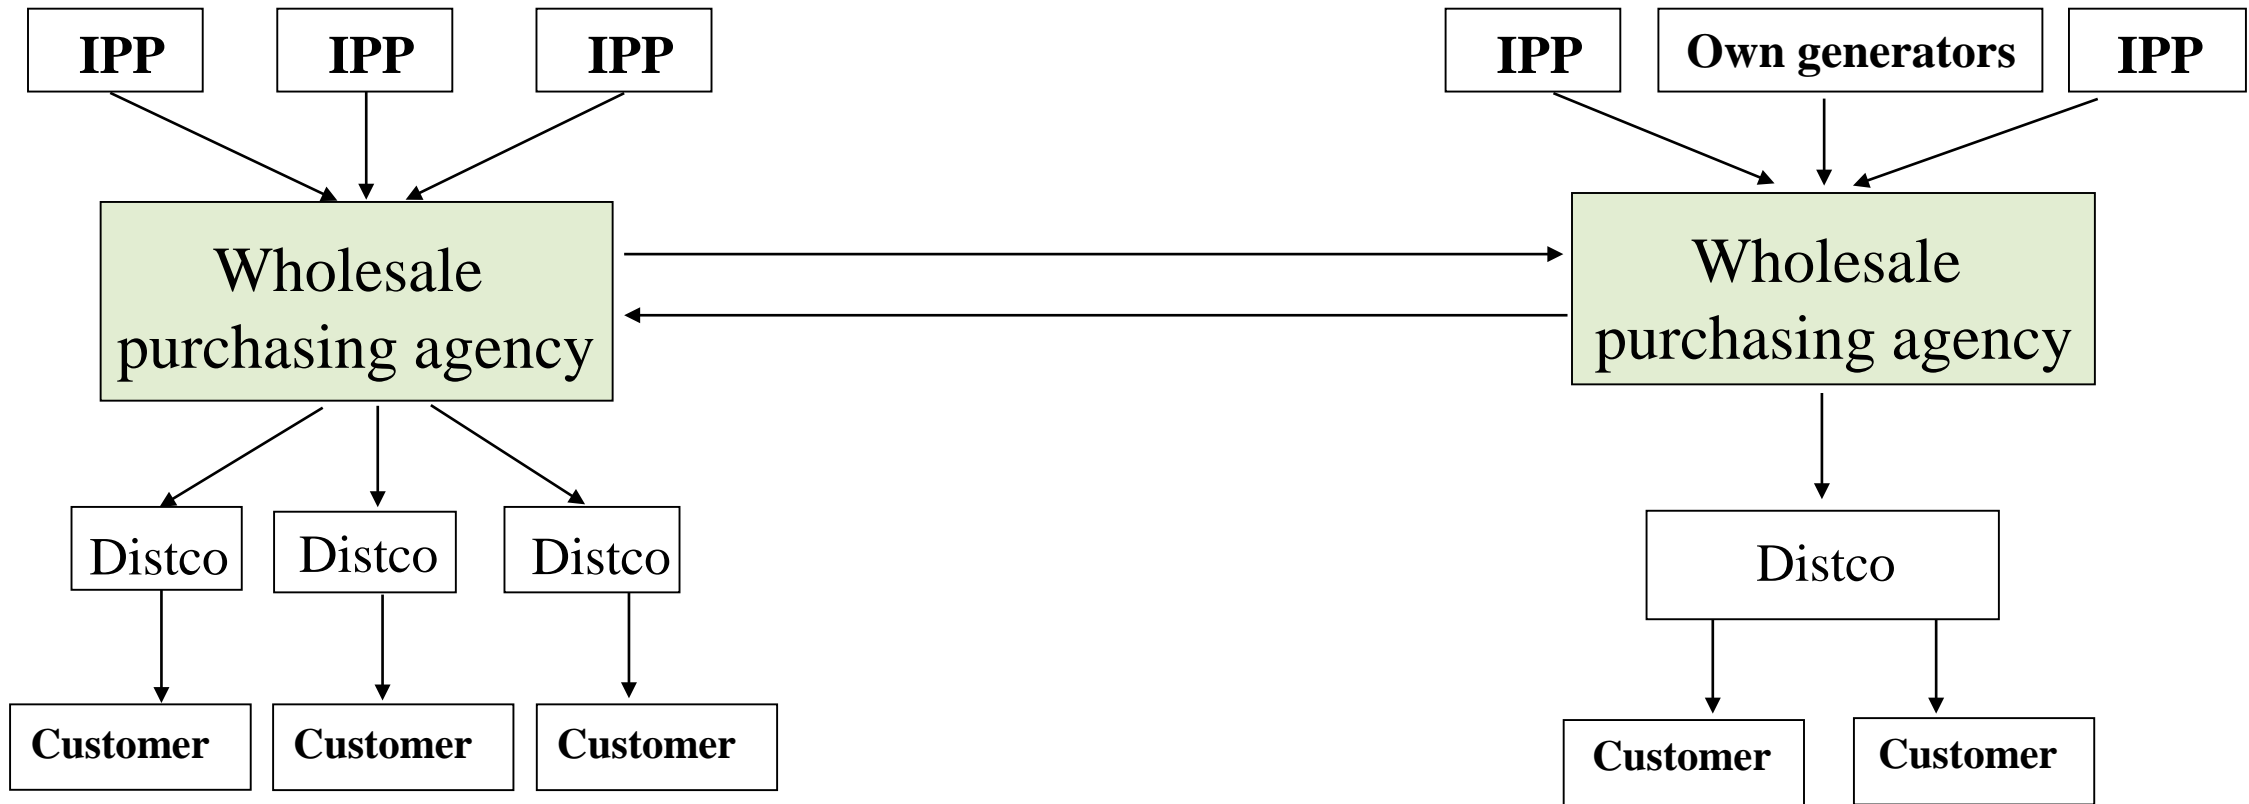 IPP
IPP
IPP
IPP
Own generators
IPP
Wholesale
purchasing agency
Wholesale
purchasing agency
Distco
Distco
Distco
Distco
Customer
Customer
Customer
Customer
Customer